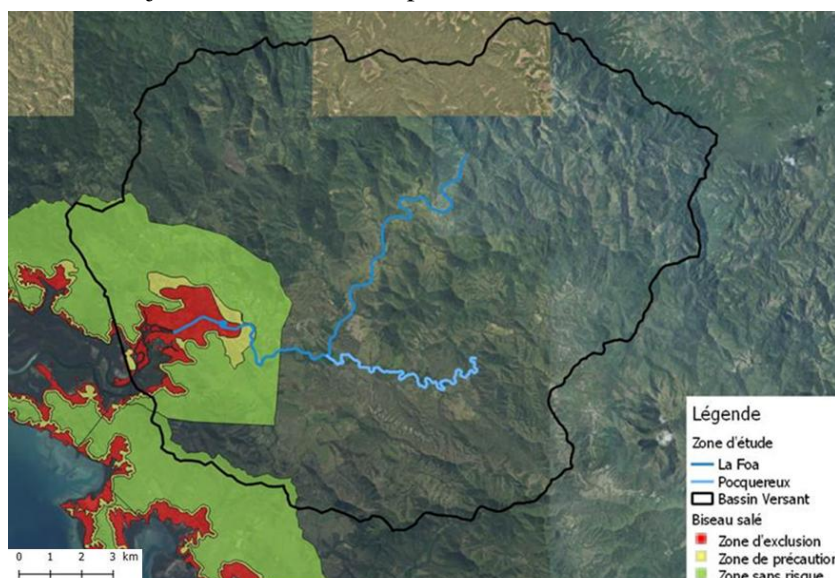 Légende
Zone d'étude
La Foa
Pocquereux
Bassin Versant
Biseau salé
Zone d'exclusion
Zone de précaution
Zone sans risque
0 1 2 3 km